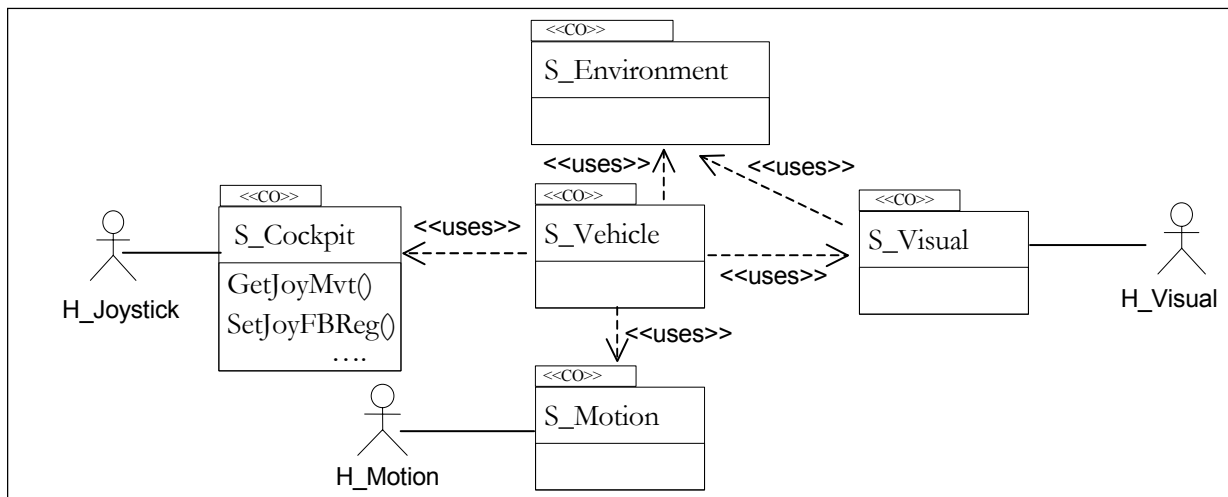 <<CO>>
S_Environment
<<uses>>
<<uses>>
<<CO>>
S_Cockpit
GetJoyMvt()
SetJoyFBReg()
....
H_Joystick
<<uses>>
<<CO>>
S_Vehicle
<<uses>>
<<CO>>
S_Visual
H_Visual
<<uses>>
<<CO>>
S_Motion
H_Motion